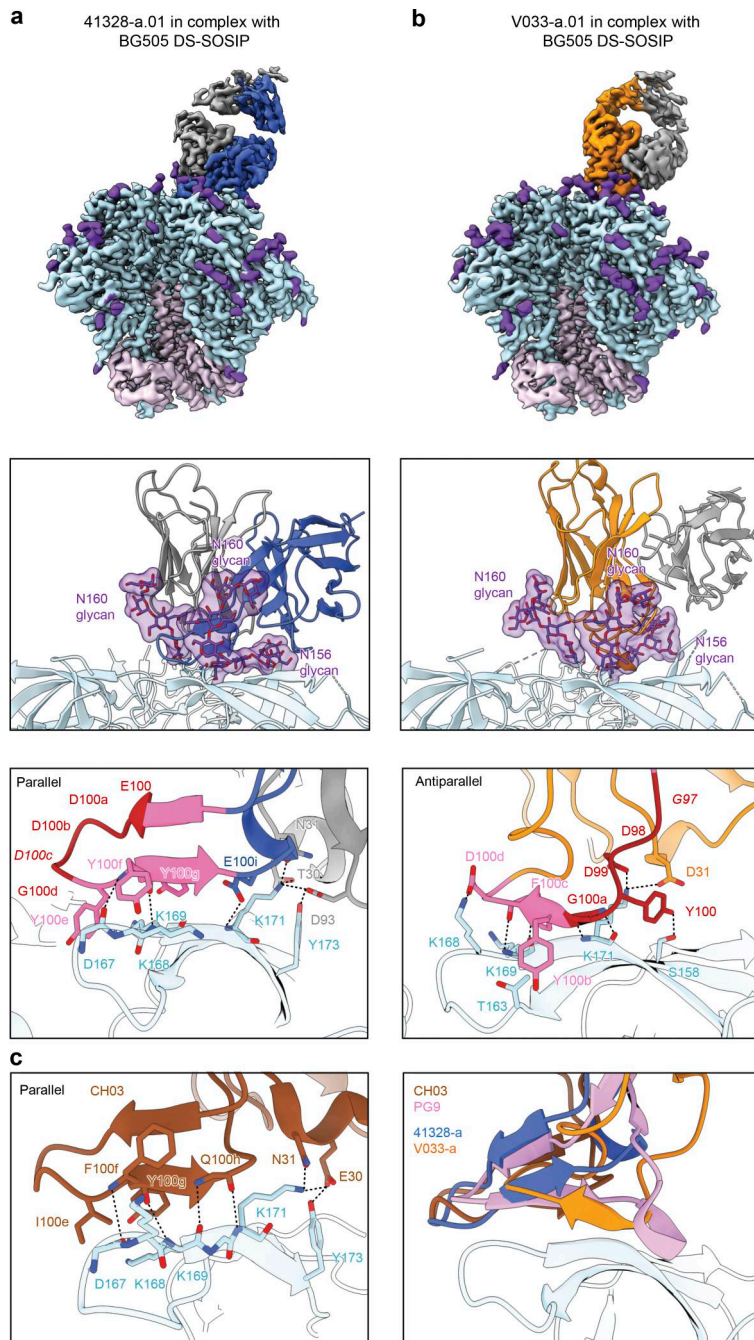 a
41328-a.01 in complex with
BG505 DS-SOSIP
b
V033-a.01 in complex with
BG505 DS-SOSIP
N160
glycan
N160
glycan
N156
glycan
N160
glycan
N160
glycan
N156
glycan
Parallel
E100
D100a
D100b
D100c
G100d
Y100e
Y100f
Y100g
E100i
N31
T30
D93
K171
Y173
K169
K168
D167
Antiparallel
G97
D98
D99
D31
Y100
D100d
F100c
G100a
K168
K169
K171
S158
T163
Y100b
c
Parallel
CH03
F100f
Y100g
Q100h
N31
E30
I100e
K171
D167
K168
K169
Y173
CH03
PG9
41328-a
V033-a